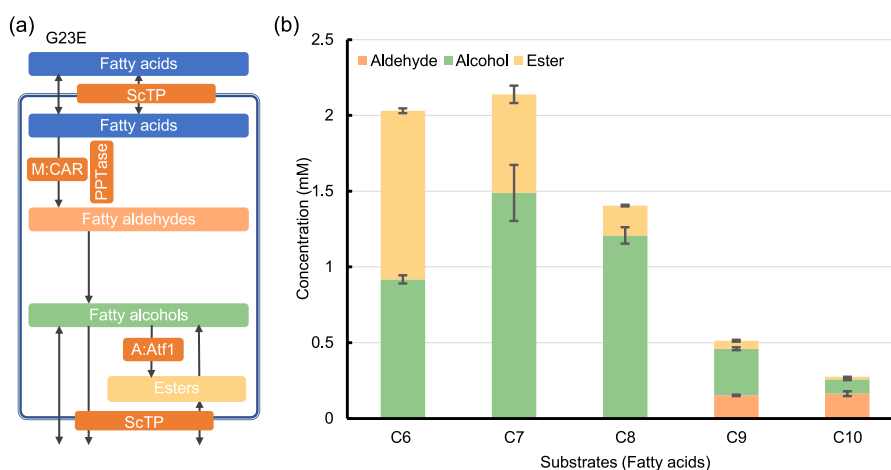 (a)
G23E
Fatty acids
ScTP
Fatty acids
M:CAR
PPTase
Fatty aldehydes
Fatty alcohols
A:Atf1
Esters
ScTP
(b)
2.5
2
1.5
1
0.5
0
Concentration (mM)
Aldehyde Alcohol Ester
C6 C7 C8 C9 C10
Substrates (Fatty acids)